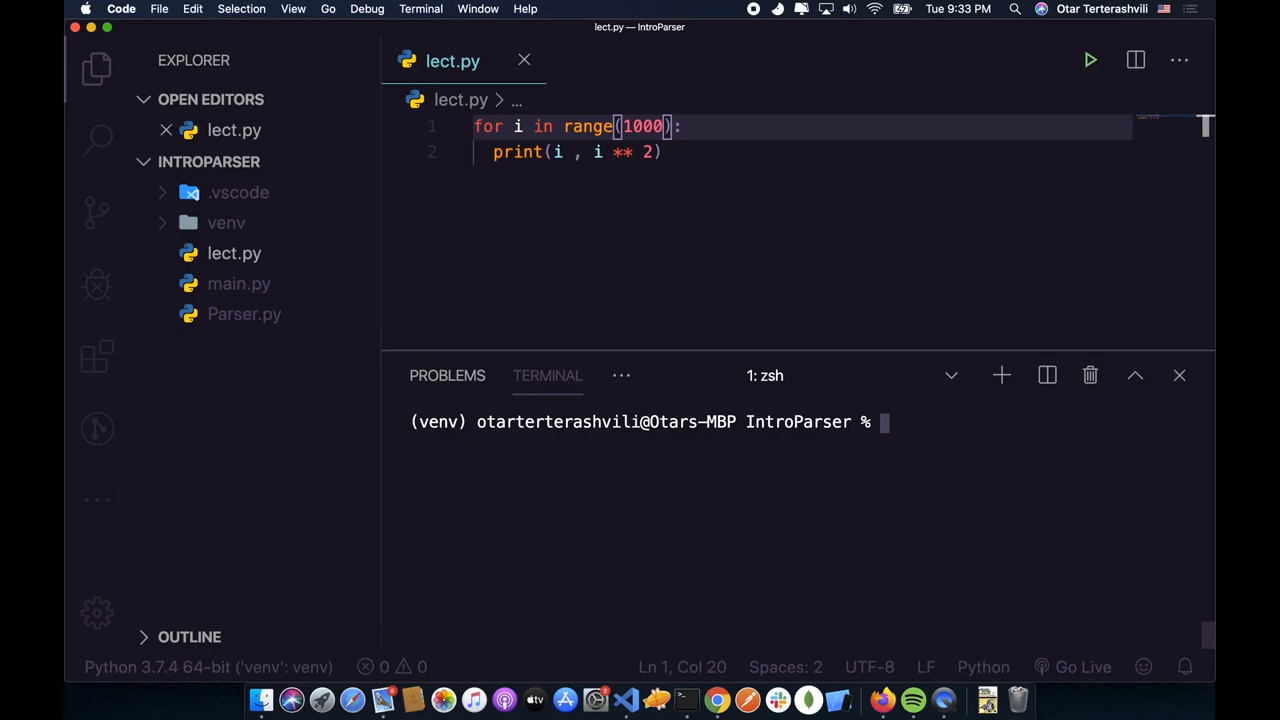 Code File Edit Selection View Go Debug Terminal Window Help Tue 9:33 PM Otar Terterashvili
lect.py — IntroParser
EXPLORER
OPEN EDITORS
lect.py
INTROPARSER
.vscode
venv
lect.py
main.py
Parser.py
OUTLINE
lect.py
lect.py > ...
1 for i in range(1000):
2 print(i , i ** 2)
PROBLEMS TERMINAL ... 1: zsh
(venv) otarterterashvili@Otars-MBP IntroParser %
Python 3.7.4 64-bit ('venv': venv) 0 0 Ln 1, Col 20 Spaces: 2 UTF-8 LF Python Go Live